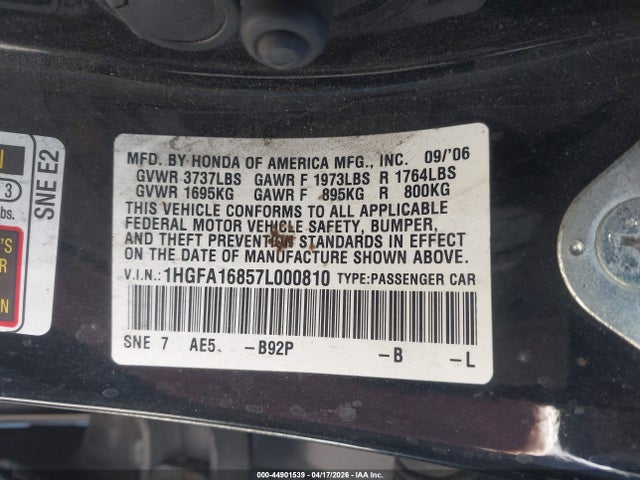 MFD. BY HONDA OF AMERICA MFG., INC. 09/'06
GVWR 3737LBS GAWR F 1973LBS R 1764LBS
GVWR 1695KG GAWR F 895KG R 800KG
THIS VEHICLE CONFORMS TO ALL APPLICABLE
FEDERAL MOTOR VEHICLE SAFETY, BUMPER,
AND THEFT PREVENTION STANDARDS IN EFFECT
ON THE DATE OF MANUFACTURE SHOWN ABOVE.
V.I.N.: 1HGFA16857L000810 TYPE:PASSENGER CAR
SNE 7 AE5. -B92P -B -L
SNE E2
3
bs.
'S
R
N
000-44901539 - 04/17/2026 - IAA Inc.